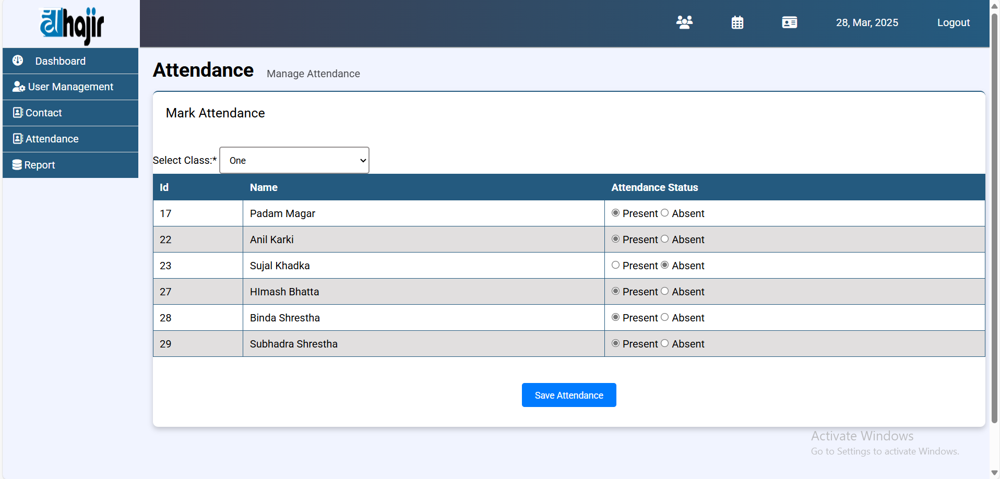 हाhajir
28, Mar, 2025
Logout
Dashboard
User Management
Contact
Attendance
Report
Attendance
Manage Attendance
Mark Attendance
Select Class:* One
Id Name Attendance Status
17 Padam Magar Present Absent
22 Anil Karki Present Absent
23 Sujal Khadka Present Absent
27 HImash Bhatta Present Absent
28 Binda Shrestha Present Absent
29 Subhadra Shrestha Present Absent
Save Attendance
Activate Windows
Go to Settings to activate Windows.